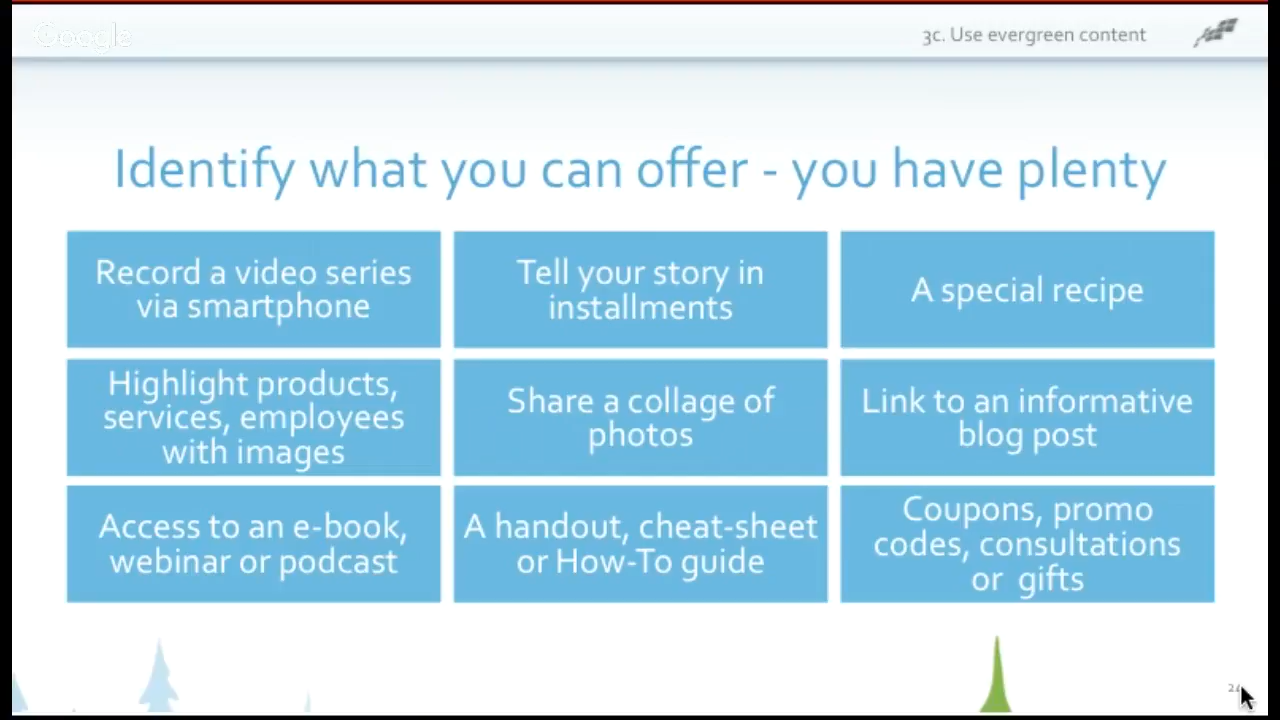 Google
3c. Use evergreen content
Identify what you can offer - you have plenty
Record a video series
via smartphone
Tell your story in
installments
A special recipe
Highlight products,
services, employees
with images
Share a collage of
photos
Link to an informative
blog post
Access to an e-book,
webinar or podcast
A handout, cheat-sheet
or How-To guide
Coupons, promo
codes, consultations
or gifts